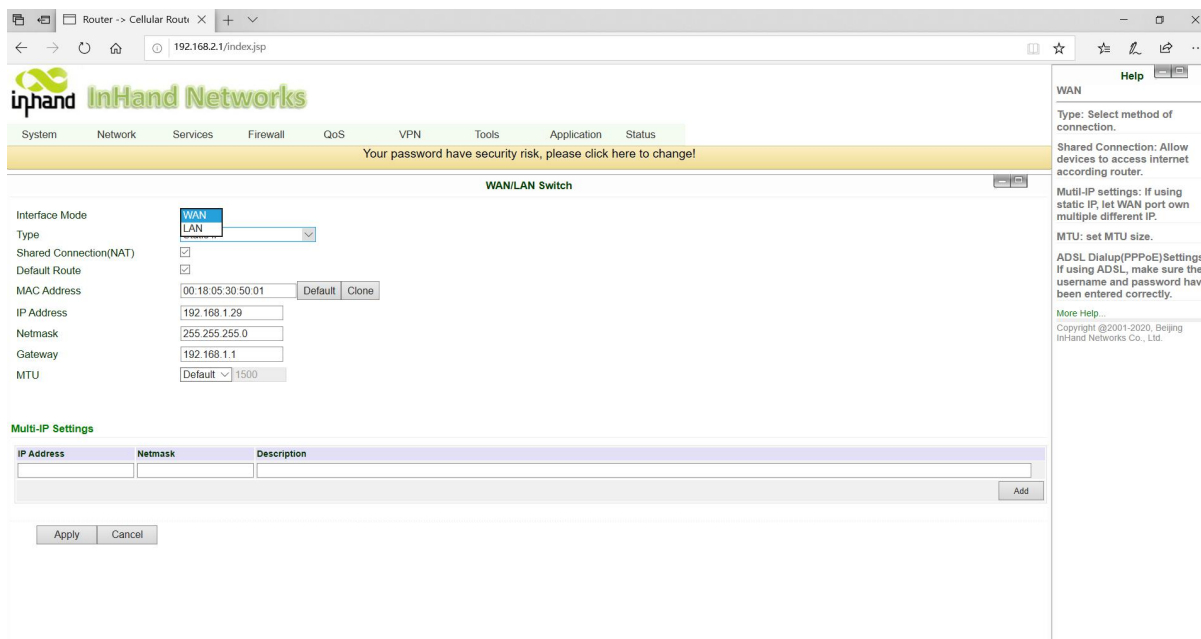 Router -> Cellular Route
192.168.2.1/index.jsp
inhand InHand Networks
System Network Services Firewall QoS VPN Tools Application Status
Your password have security risk, please click here to change!
WAN/LAN Switch
Interface Mode WAN
LAN
Type
Shared Connection(NAT)
Default Route
MAC Address 00:18:05:30:50:01 Default Clone
IP Address 192.168.1.29
Netmask 255.255.255.0
Gateway 192.168.1.1
MTU Default 1500
Multi-IP Settings
IP Address Netmask Description
Add
Apply Cancel
Help
WAN
Type: Select method of
connection.
Shared Connection: Allow
devices to access internet
according router.
Mutil-IP settings: If using
static IP, let WAN port own
multiple different IP.
MTU: set MTU size.
ADSL Dialup(PPPoE)Settings
If using ADSL, make sure the
username and password hav
been entered correctly.
More Help...
Copyright @2001-2020, Beijing
InHand Networks Co., Ltd.